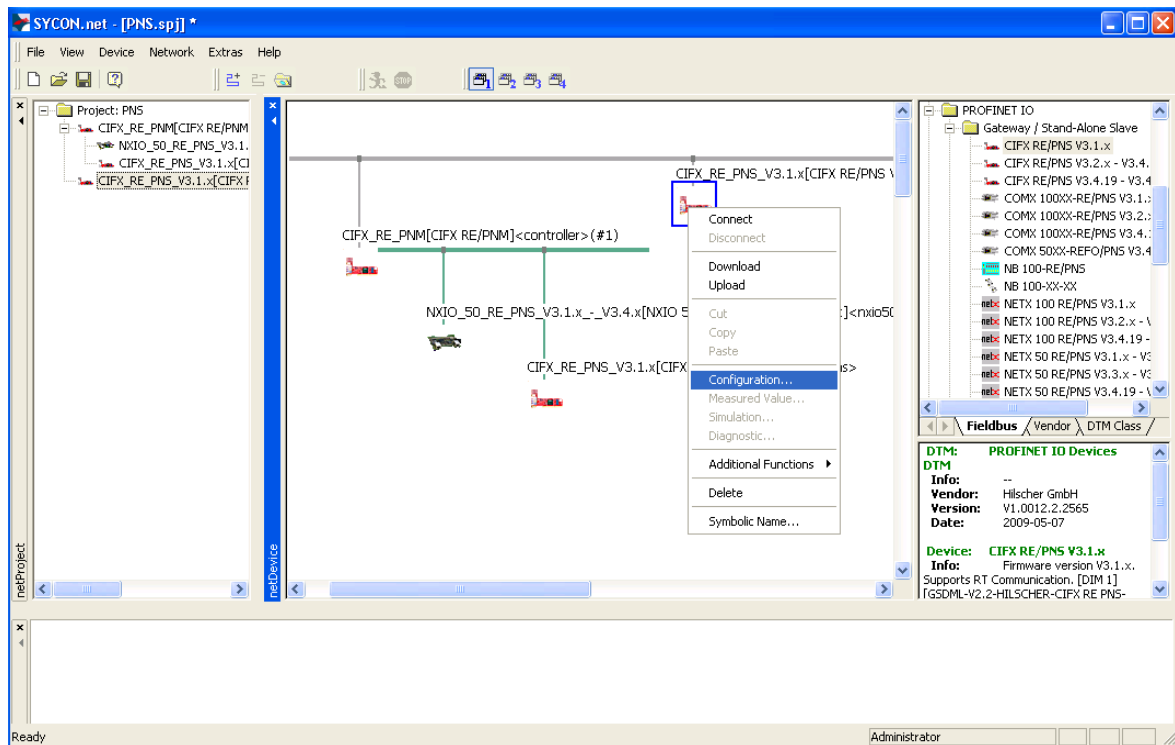 SYCON.net - [PNS.spj] *
File View Device Network Extras Help
netProject
Project: PNS
CIFX_RE_PNM[CIFX RE/PNM
NXIO_50_RE_PNS_V3.1.
CIFX_RE_PNS_V3.1.x[CI
CIFX_RE_PNS_V3.1.x[CIFX R
netDevice
CIFX_RE_PNS_V3.1.x[CIFX RE/PNS
CIFX_RE_PNM[CIFX RE/PNM]<controller>(#1)
NXIO_50_RE_PNS_V3.1.x_-_V3.4.x[NXIO 5 ]<nxio50
CIFX_RE_PNS_V3.1.x[CIFX ns>
Connect
Disconnect
Download
Upload
Cut
Copy
Paste
Configuration...
Measured Value...
Simulation...
Diagnostic...
Additional Functions
Delete
Symbolic Name...
PROFINET IO
Gateway / Stand-Alone Slave
CIFX RE/PNS V3.1.x
CIFX RE/PNS V3.2.x - V3.4.
CIFX RE/PNS V3.4.19 - V3.4
COMX 100XX-RE/PNS V3.1.
COMX 100XX-RE/PNS V3.2.
COMX 100XX-RE/PNS V3.4.
COMX 50XX-REFO/PNS V3.4
NB 100-RE/PNS
NB 100-XX-XX
NETX 100 RE/PNS V3.1.x
NETX 100 RE/PNS V3.2.x - V
NETX 100 RE/PNS V3.4.19 -
NETX 50 RE/PNS V3.1.x - V3
NETX 50 RE/PNS V3.3.x - V3
NETX 50 RE/PNS V3.4.19 - V
Fieldbus Vendor DTM Class
DTM: PROFINET IO Devices
DTM
Info: --
Vendor: Hilscher GmbH
Version: V1.0012.2.2565
Date: 2009-05-07
Device: CIFX RE/PNS V3.1.x
Info: Firmware version V3.1.x.
Supports RT Communication. [DIM 1]
[GSDML-V2.2-HILSCHER-CIFX RE PNS-
Ready
Administrator